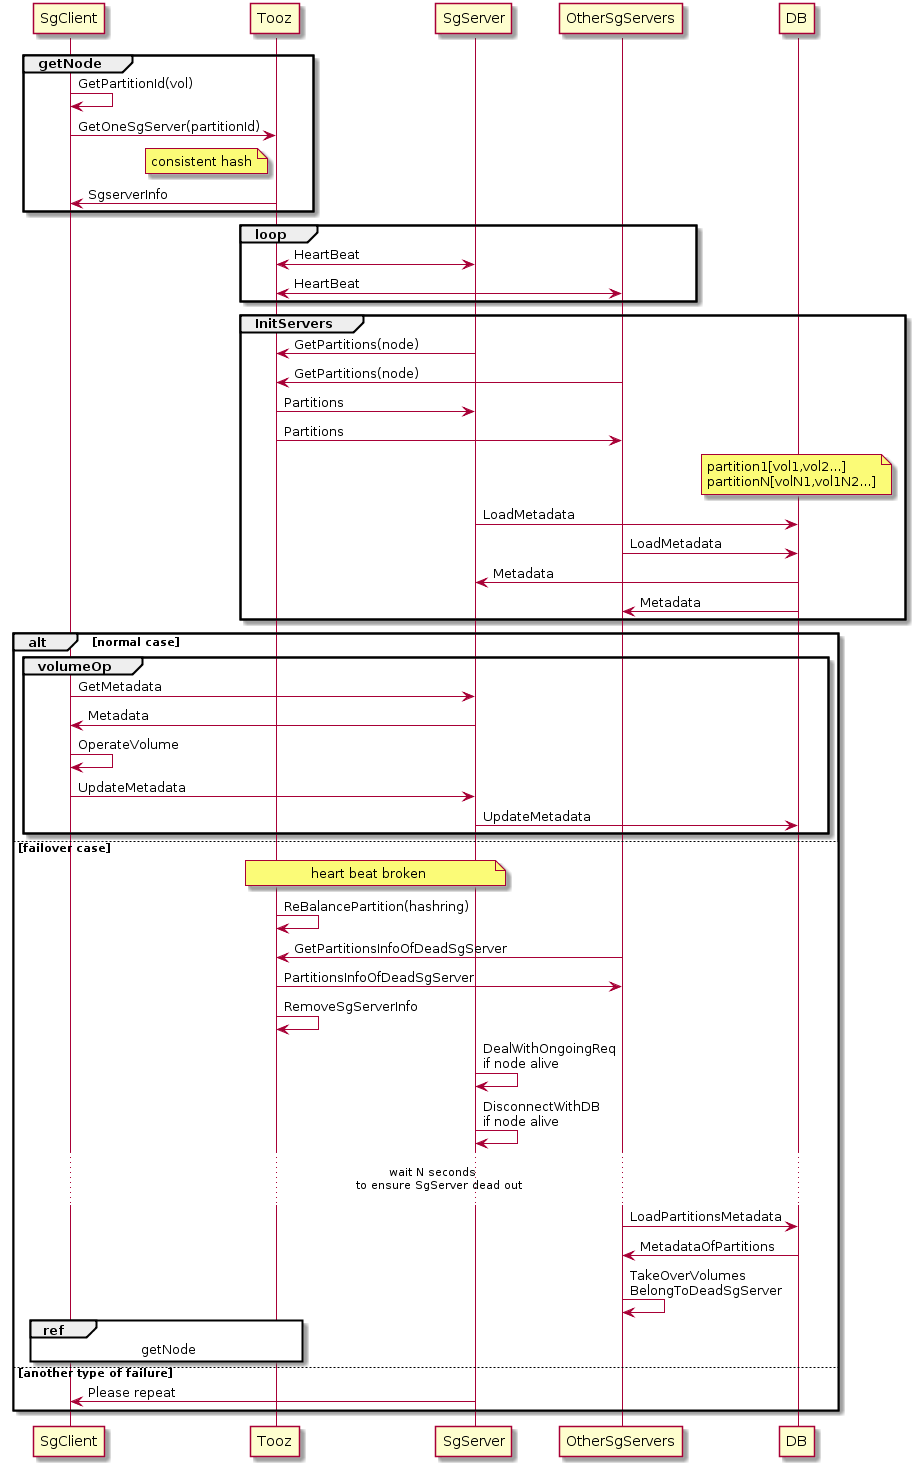 SgClient
Tooz
SgServer
OtherSgServers
DB
getNode
GetPartitionId(vol)
GetOneSgServer(partitionId)
consistent hash
SgserverInfo
loop
HeartBeat
HeartBeat
InitServers
GetPartitions(node)
GetPartitions(node)
Partitions
Partitions
partition1[vol1,vol2...]
partitionN[volN1,vol1N2...]
LoadMetadata
LoadMetadata
Metadata
Metadata
alt [normal case]
volumeOp
GetMetadata
Metadata
OperateVolume
UpdateMetadata
UpdateMetadata
[failover case]
heart beat broken
ReBalancePartition(hashring)
GetPartitionsInfoOfDeadSgServer
PartitionsInfoOfDeadSgServer
RemoveSgServerInfo
DealWithOngoingReq
if node alive
DisconnectWithDB
if node alive
wait N seconds
to ensure SgServer dead out
LoadPartitionsMetadata
MetadataOfPartitions
TakeOverVolumes
BelongToDeadSgServer
ref
getNode
[another type of failure]
Please repeat
SgClient
Tooz
SgServer
OtherSgServers
DB